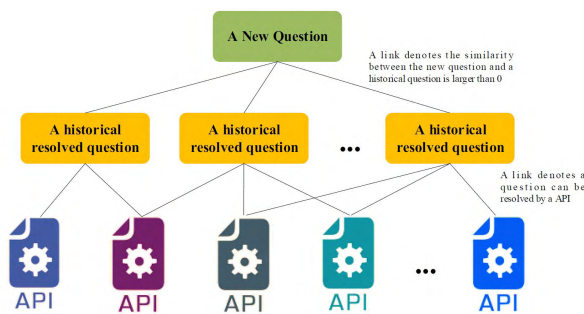 A New Question
A link denotes the similarity
between the new question and a
historical question is larger than 0
A historical
resolved question
A historical
resolved question
...
A historical
resolved question
A link denotes a
question can be
resolved by a API
API
API
API
API
...
API